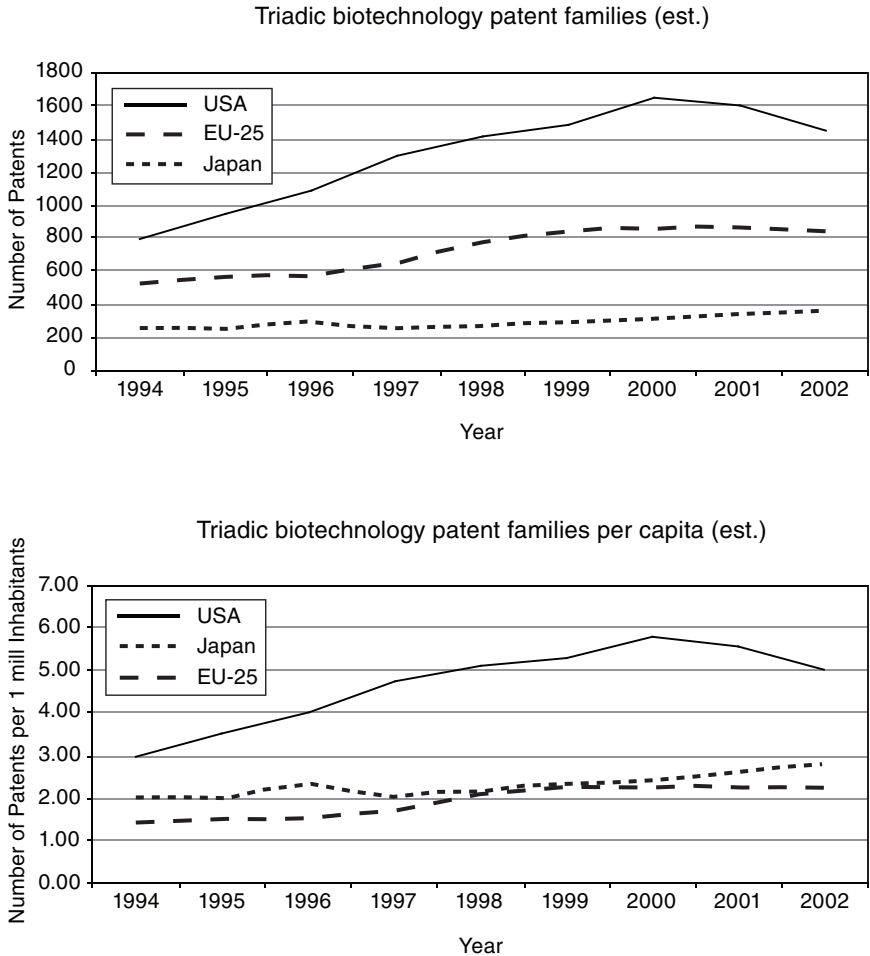 Triadic biotechnology patent families (est.)
Number of Patents
1800
1600
1400
1200
1000
800
600
400
200
0
USA
EU-25
Japan
1994 1995 1996 1997 1998 1999 2000 2001 2002
Year
Triadic biotechnology patent families per capita (est.)
Number of Patents per 1 mill Inhabitants
7.00
6.00
5.00
4.00
3.00
2.00
1.00
0.00
USA
Japan
EU-25
1994 1995 1996 1997 1998 1999 2000 2001 2002
Year